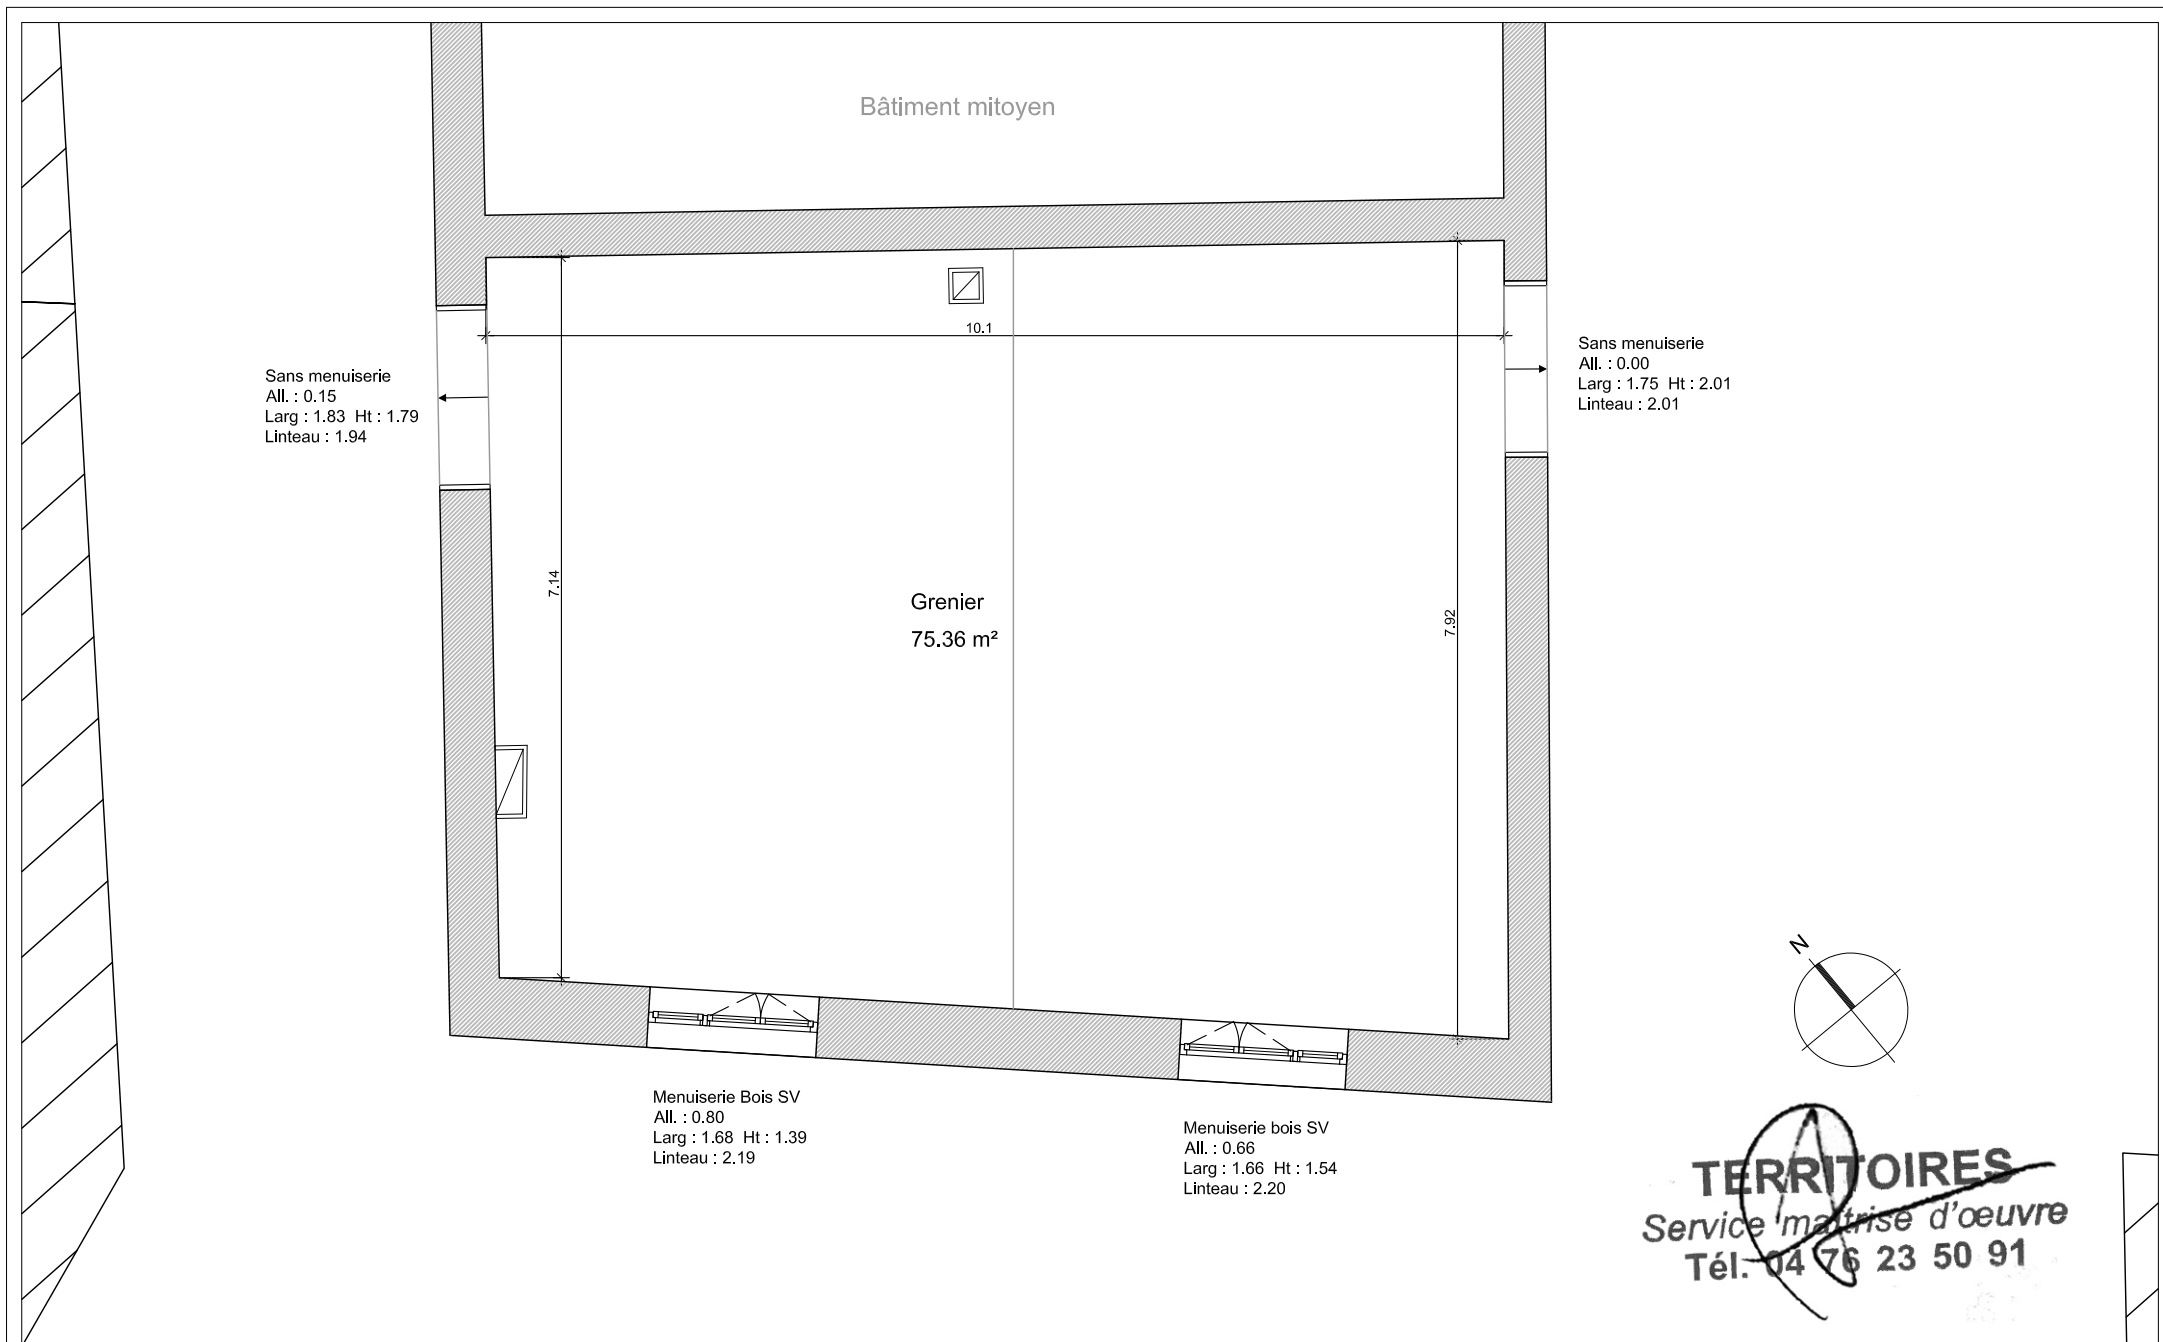 Bâtiment mitoyen
10.1
Sans menuiserie
All. : 0.15
Larg : 1.83 Ht : 1.79
Linteau : 1.94
Sans menuiserie
All. : 0.00
Larg : 1.75 Ht : 2.01
Linteau : 2.01
7.14
Grenier
75.36 m²
7.92
N
Menuiserie Bois SV
All. : 0.80
Larg : 1.68 Ht : 1.39
Linteau : 2.19
Menuiserie bois SV
All. : 0.66
Larg : 1.66 Ht : 1.54
Linteau : 2.20
TERRITOIRES
Service maîtrise d'œuvre
Tél. 04 76 23 50 91